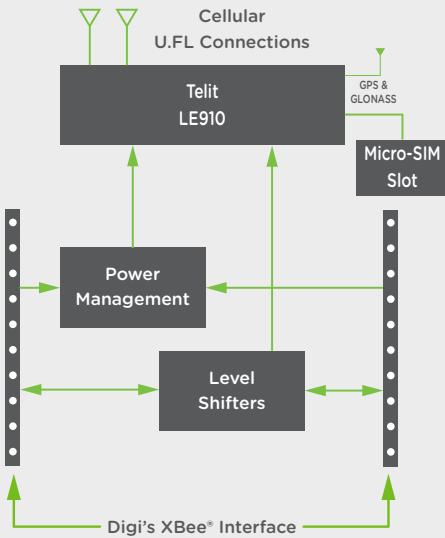 Cellular
U.FL Connections
Telit
LE910
GPS &
GLONASS
Micro-SIM
Slot
Power
Management
Level
Shifters
Digi's XBee® Interface